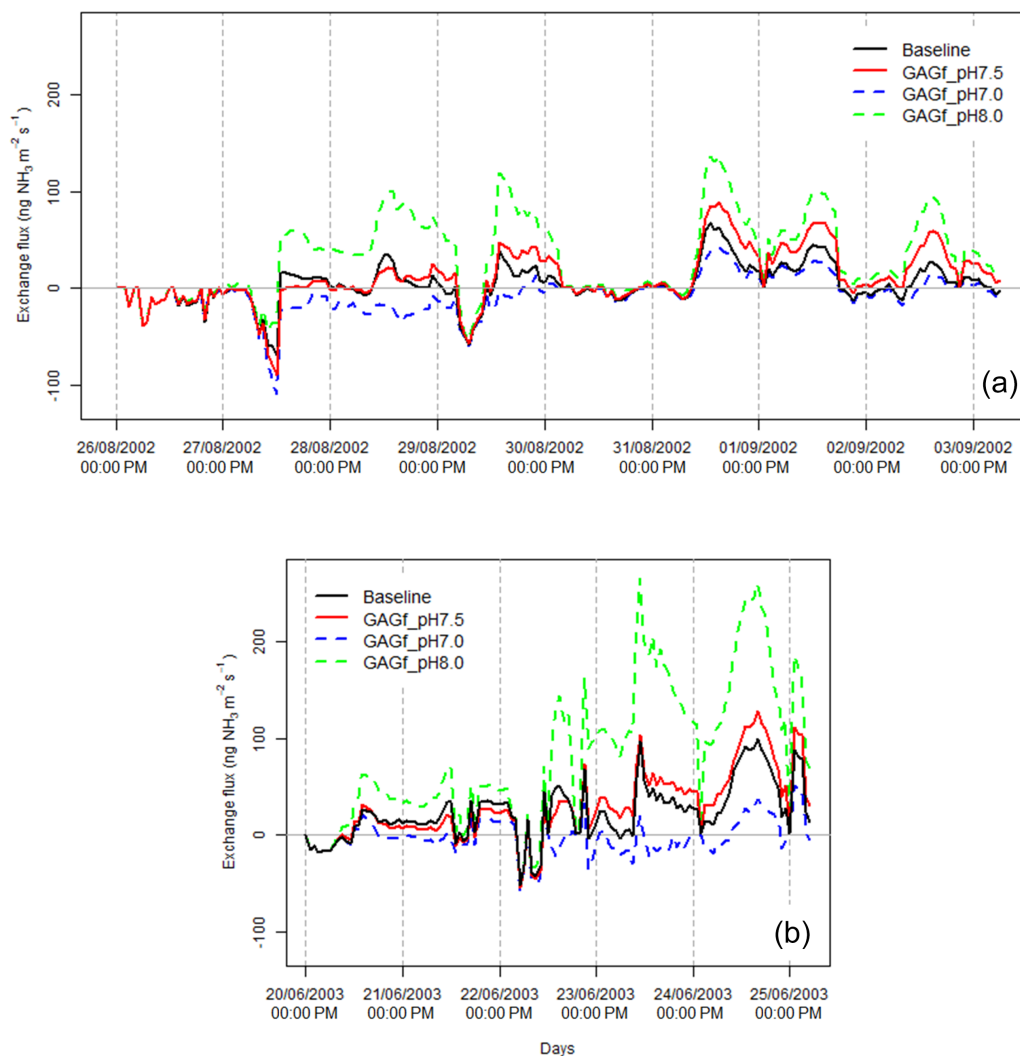 Exchange flux (ng NH₃ m⁻² s⁻¹)
200
100
0
-100
Baseline
GAGf_pH7.5
GAGf_pH7.0
GAGf_pH8.0
(a)
26/08/2002 27/08/2002 28/08/2002 29/08/2002 30/08/2002 31/08/2002 01/09/2002 02/09/2002 03/09/2002
00:00 PM 00:00 PM 00:00 PM 00:00 PM 00:00 PM 00:00 PM 00:00 PM 00:00 PM 00:00 PM
Exchange flux (ng NH₃ m⁻² s⁻¹)
200
100
0
-100
Baseline
GAGf_pH7.5
GAGf_pH7.0
GAGf_pH8.0
(b)
20/06/2003 21/06/2003 22/06/2003 23/06/2003 24/06/2003 25/06/2003
00:00 PM 00:00 PM 00:00 PM 00:00 PM 00:00 PM 00:00 PM
Days